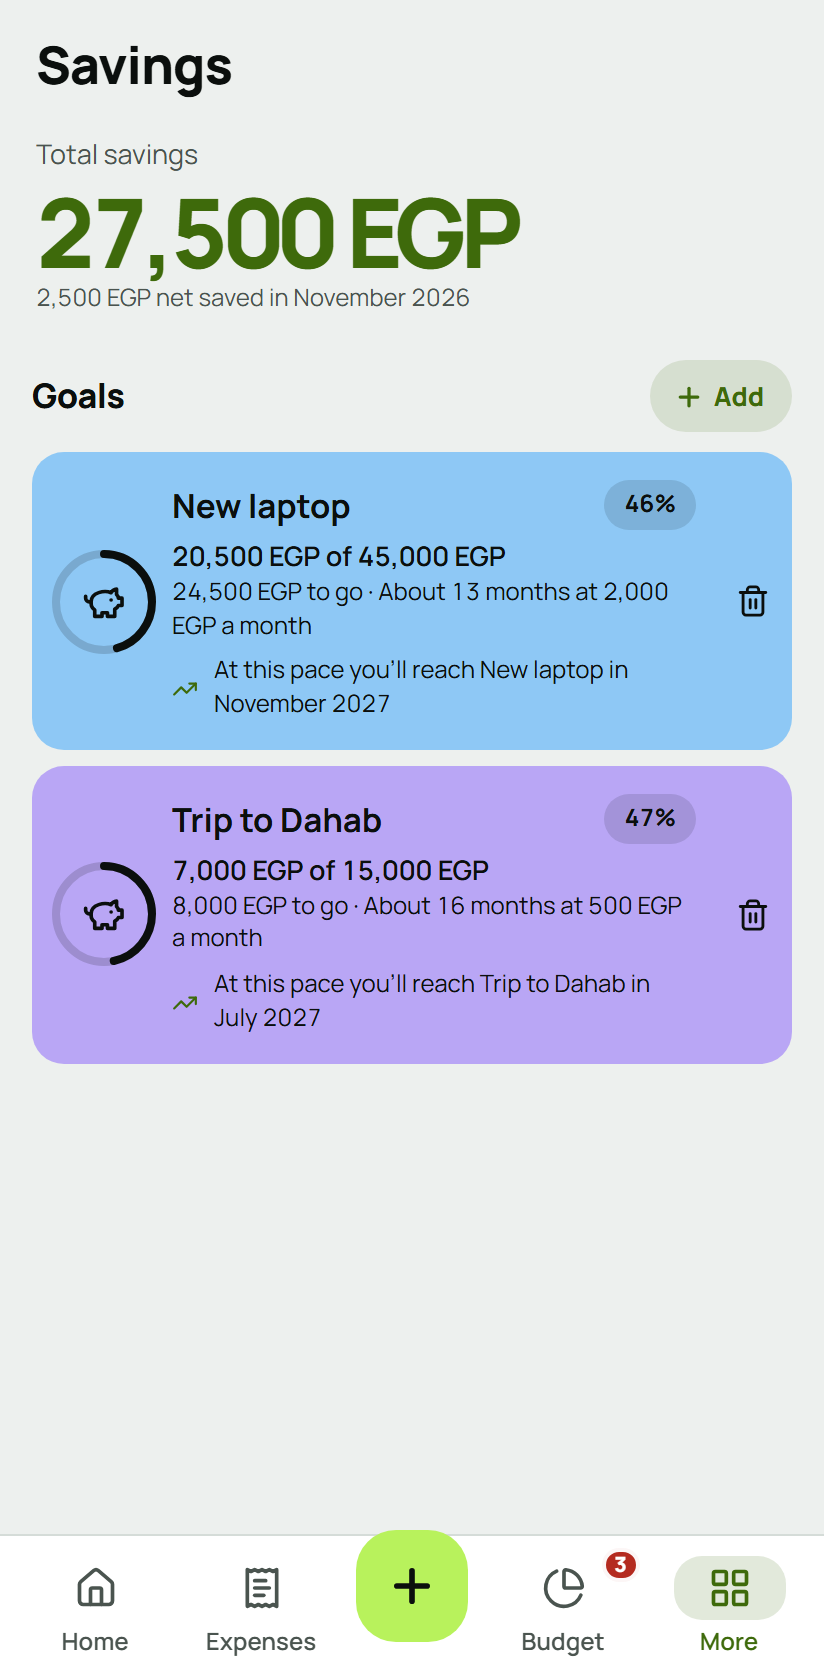 Savings
Total savings
27,500 EGP
2,500 EGP net saved in November 2026
Goals
Add
New laptop
46%
20,500 EGP of 45,000 EGP
24,500 EGP to go · About 13 months at 2,000
EGP a month
At this pace you’ll reach New laptop in
November 2027
Trip to Dahab
47%
7,000 EGP of 15,000 EGP
8,000 EGP to go · About 16 months at 500 EGP
a month
At this pace you’ll reach Trip to Dahab in
July 2027
3
Home
Expenses
Budget
More